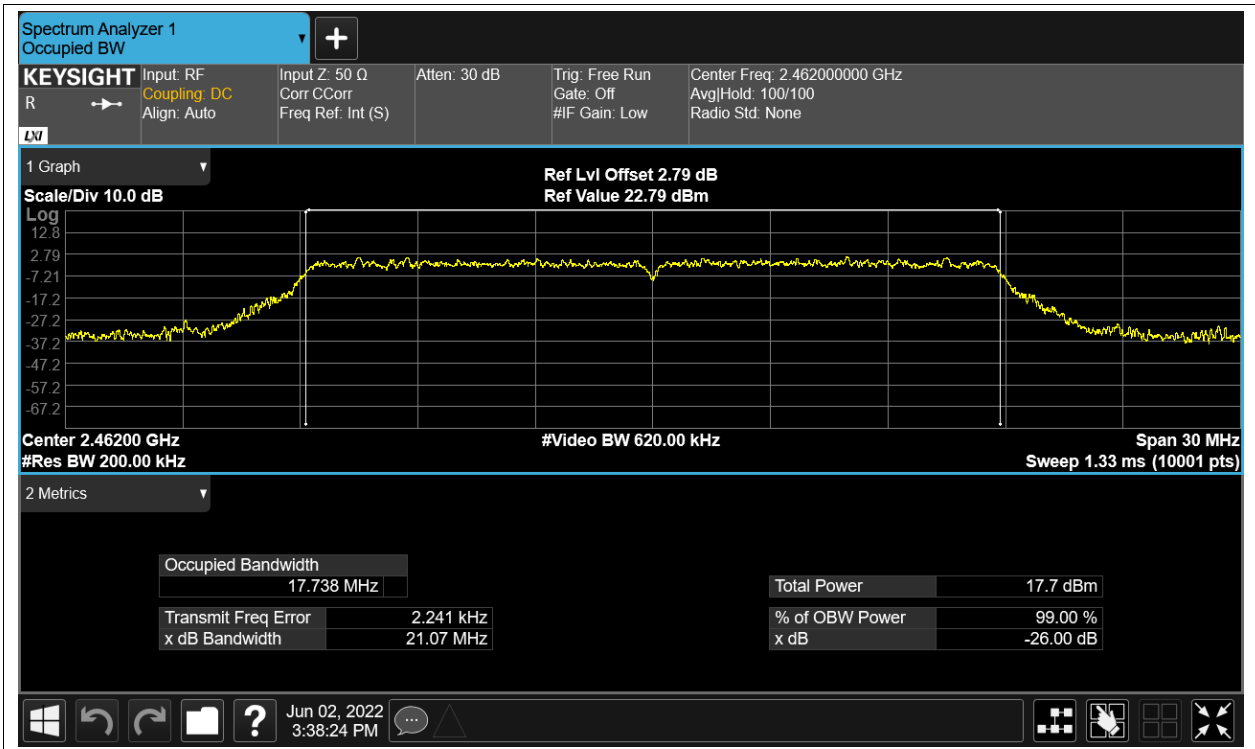 Spectrum Analyzer 1
Occupied BW
KEYSIGHT
R
LXI
Input: RF
Coupling: DC
Align: Auto
Input Z: 50 Ω
Corr CCorr
Freq Ref: Int (S)
Atten: 30 dB
Trig: Free Run
Gate: Off
#IF Gain: Low
Center Freq: 2.462000000 GHz
Avg|Hold: 100/100
Radio Std: None
1 Graph
Scale/Div 10.0 dB
Ref Lvl Offset 2.79 dB
Ref Value 22.79 dBm
Log
12.8
2.79
-7.21
-17.2
-27.2
-37.2
-47.2
-57.2
-67.2
Center 2.46200 GHz
#Video BW 620.00 kHz
Span 30 MHz
#Res BW 200.00 kHz
Sweep 1.33 ms (10001 pts)
2 Metrics
Occupied Bandwidth
17.738 MHz
Total Power 17.7 dBm
Transmit Freq Error 2.241 kHz
% of OBW Power 99.00 %
x dB Bandwidth 21.07 MHz
x dB -26.00 dB
?
Jun 02, 2022
3:38:24 PM